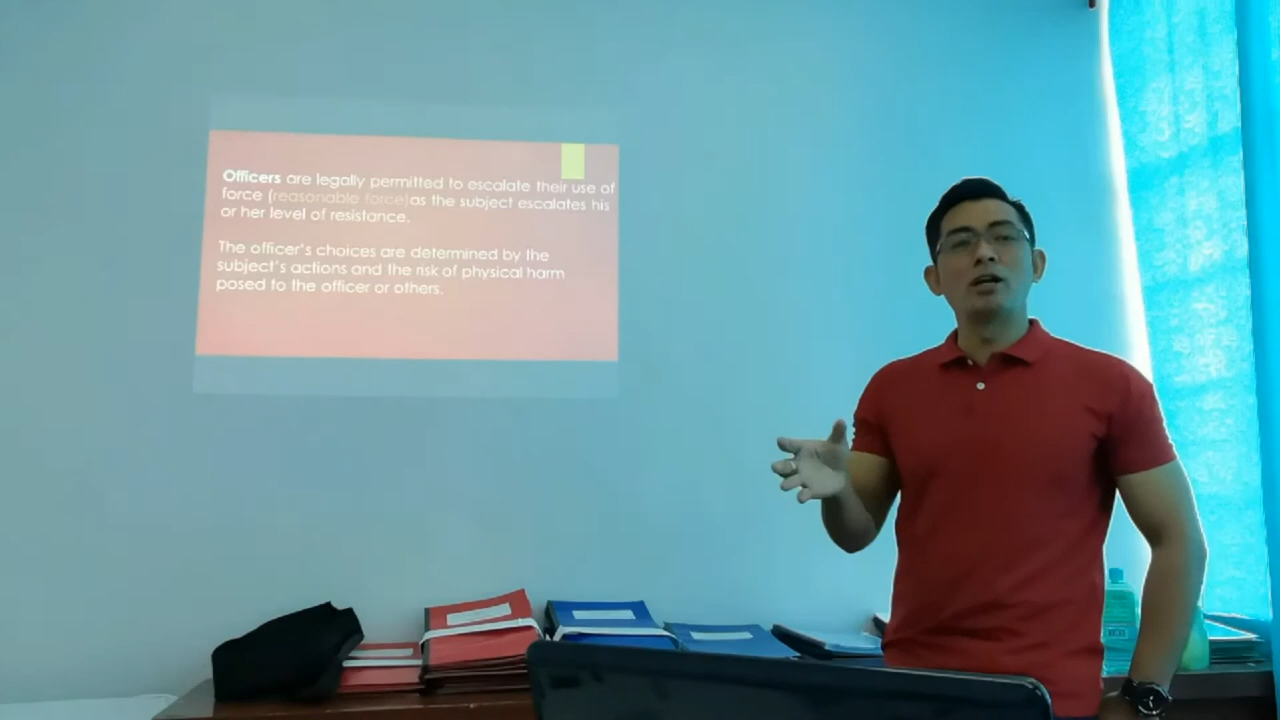 Officers are legally permitted to escalate their use of
force (reasonable force)as the subject escalates his
or her level of resistance.
The officer's choices are determined by the
subject's actions and the risk of physical harm
posed to the officer or others.